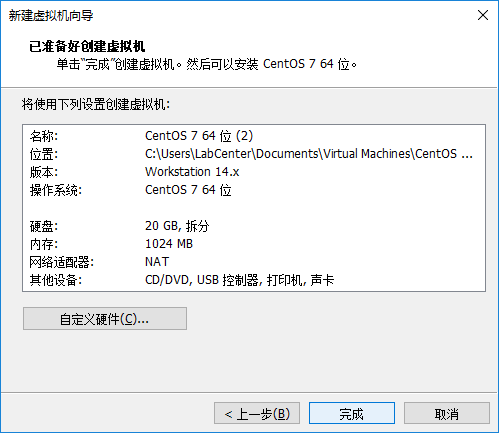 新建虚拟机向导
已准备好创建虚拟机
单击"完成"创建虚拟机。然后可以安装 CentOS 7 64 位。
将使用下列设置创建虚拟机:
名称: CentOS 7 64 位 (2)
位置: C:\Users\LabCenter\Documents\Virtual Machines\CentOS ...
版本: Workstation 14.x
操作系统: CentOS 7 64 位
硬盘: 20 GB, 拆分
内存: 1024 MB
网络适配器: NAT
其他设备: CD/DVD, USB 控制器, 打印机, 声卡
自定义硬件(C)...
< 上一步(B) 完成 取消